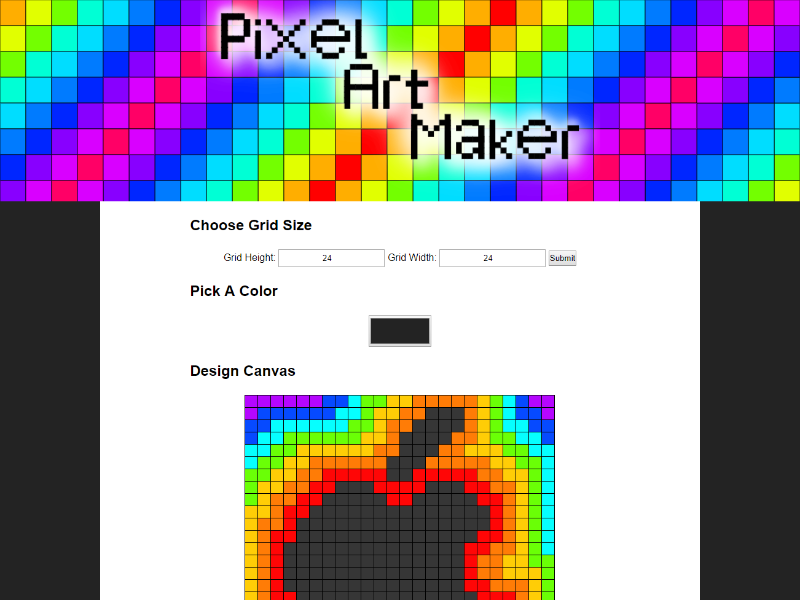 Pixel
Art
Maker
Choose Grid Size
Grid Height: 24 Grid Width: 24 Submit
Pick A Color
Design Canvas